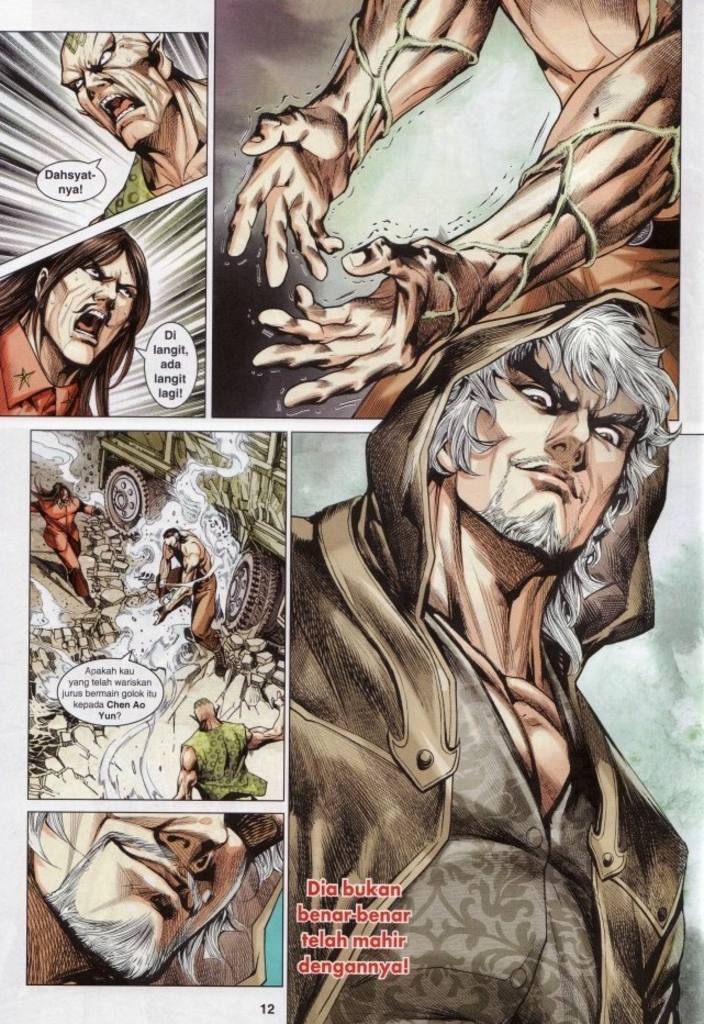 Dahsyat-
nya!
Di
langit,
ada
langit
lagi!
Apakah kau
yang telah wariskan
jurus bermain golok itu
kepada Chen Ao
Yun?
Dia bukan
benar-benar
telah mahir
dengannya!
12